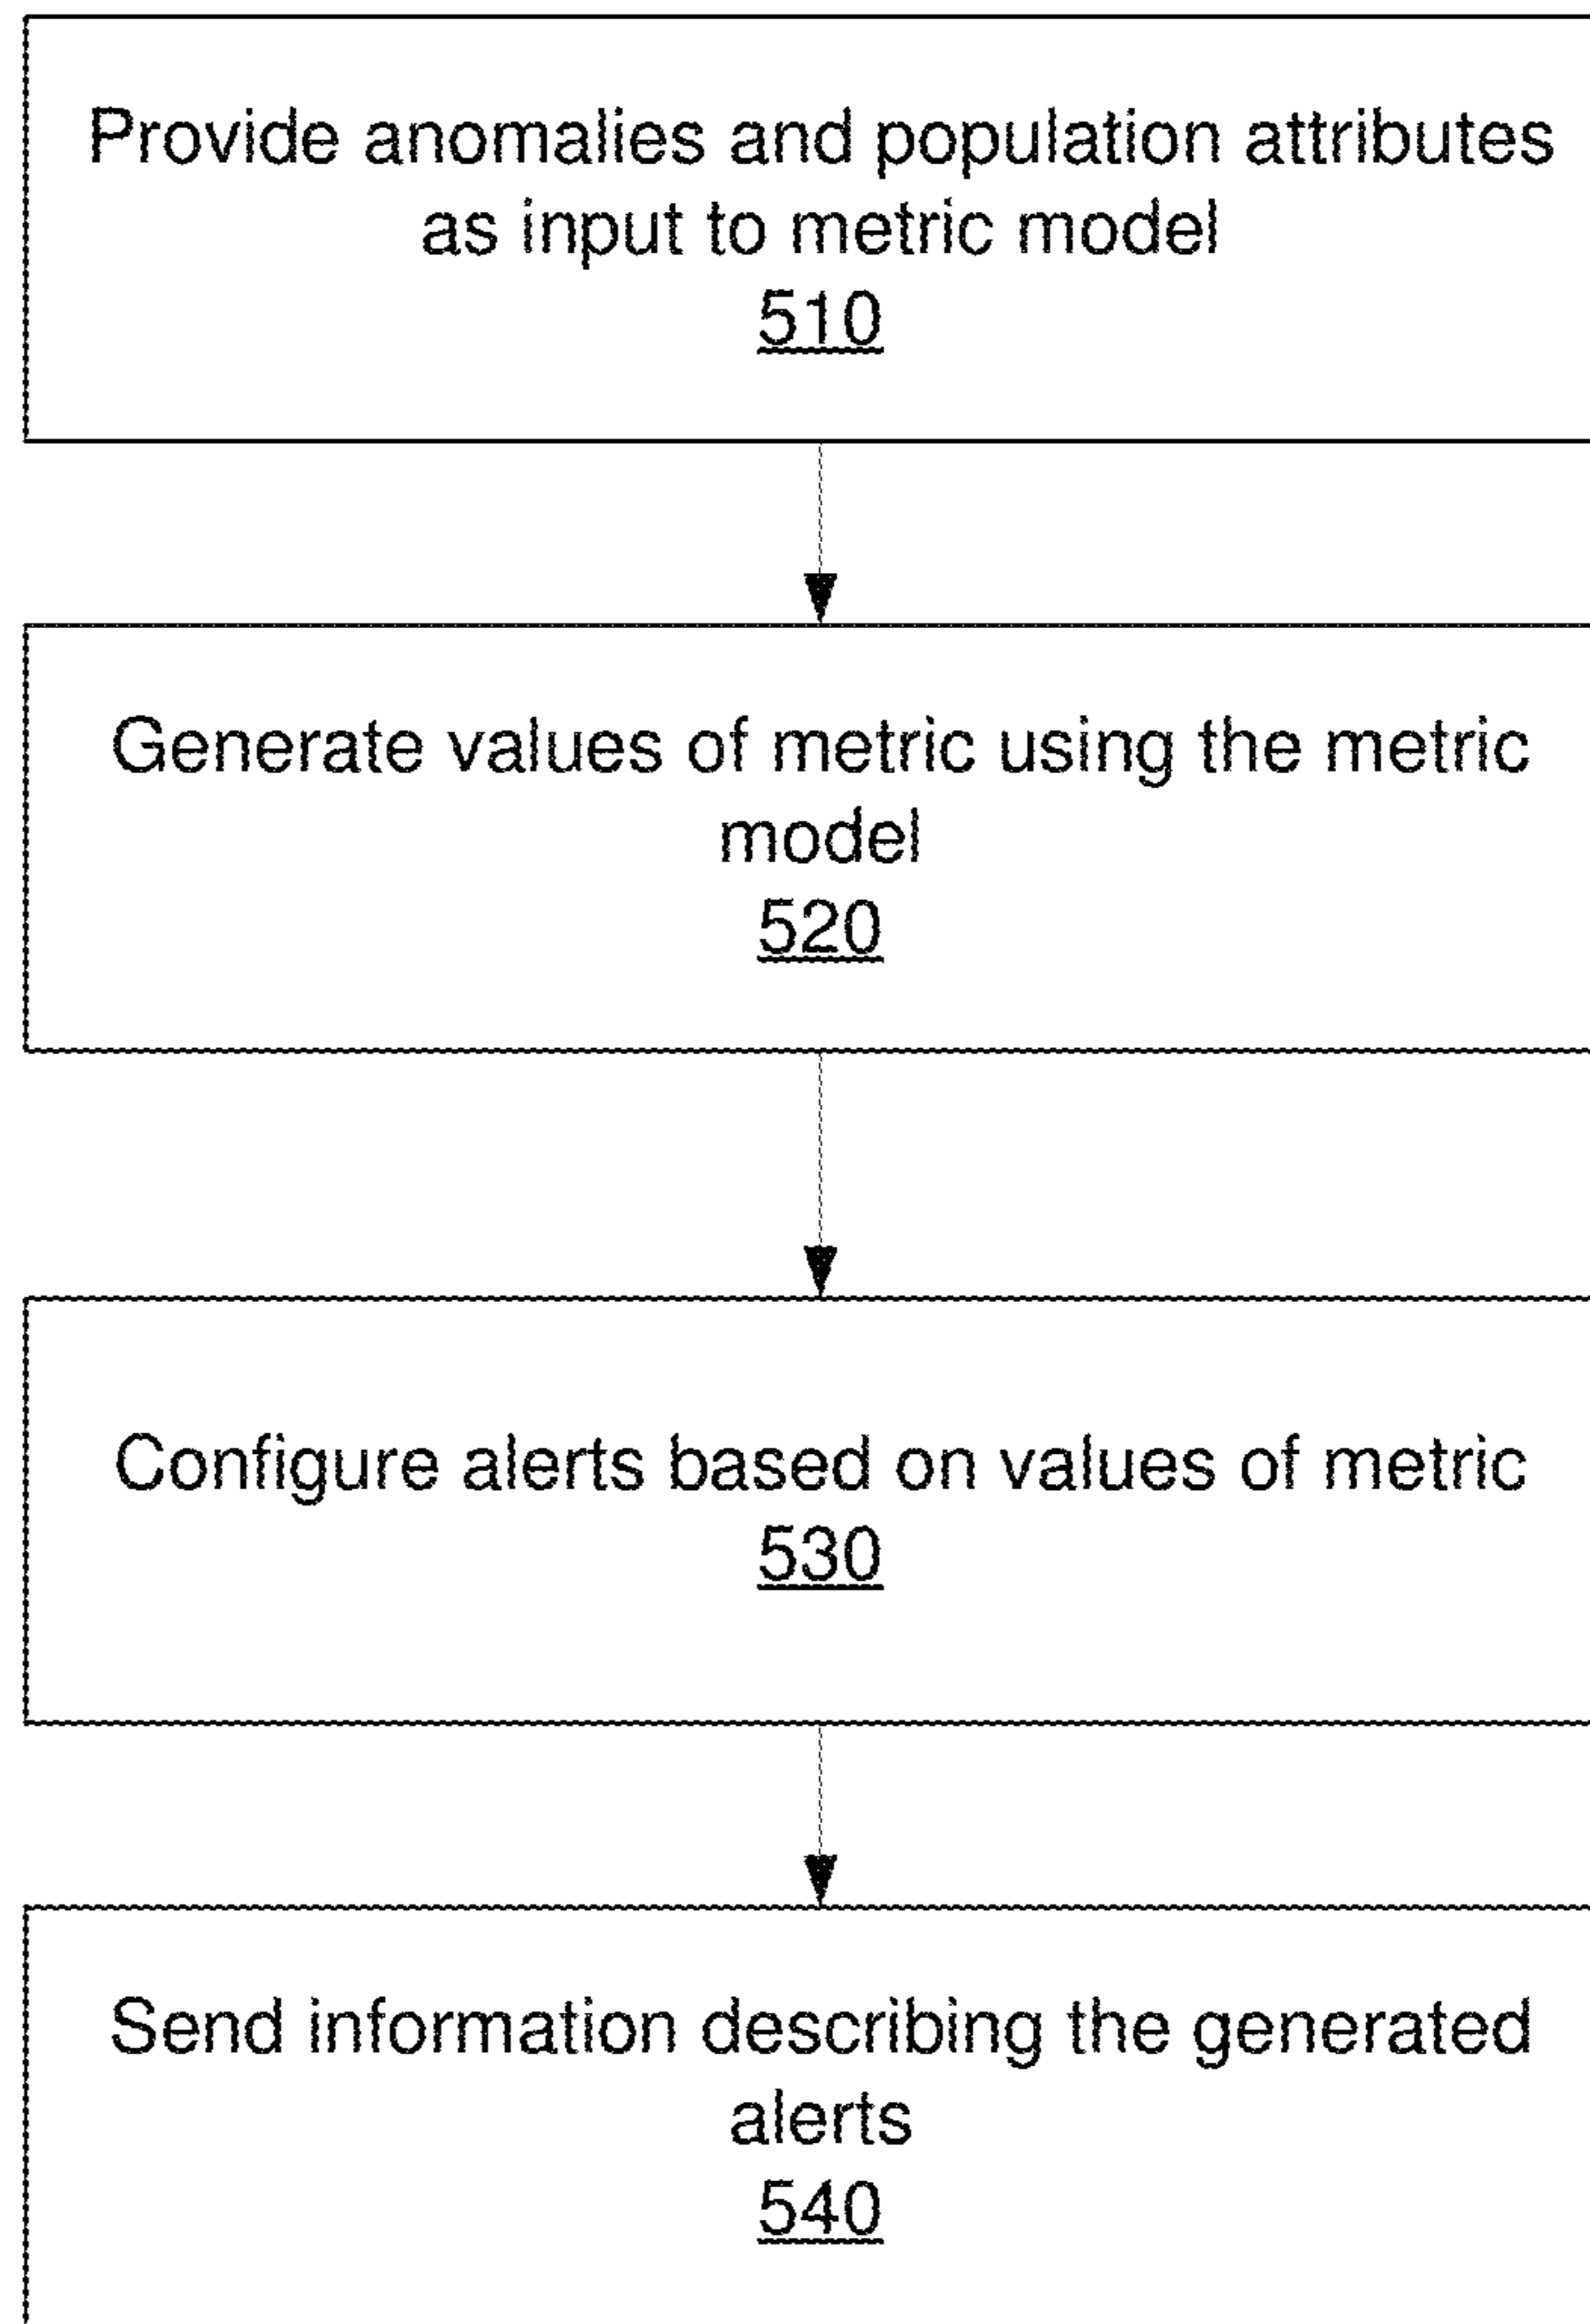 Provide anomalies and population attributes
as input to metric model
510
Generate values of metric using the metric
model
520
Configure alerts based on values of metric
530
Send information describing the generated
alerts
540